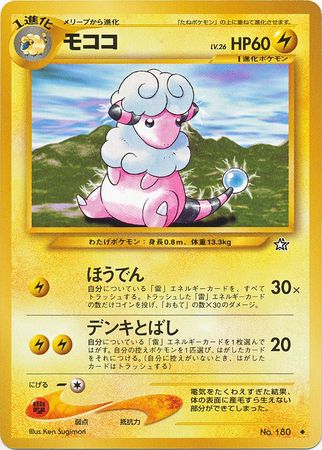 1進化 メリープから進化 「たねポケモン」の上に重ねて進化させます。
モココ LV.26 HP60
1進化ポケモン
わたげポケモン：身長0.8m，体重13.3kg
ほうでん 30×
自分についている「雷」エネルギーカードを、すべて
トラッシュする。トラッシュした「雷」エネルギーカード
の数だけコインを投げ、「おもて」の数×30のダメージ。
デンキとばし 20
自分についている「雷」エネルギーカードを1枚選んで
はがす。自分の控えポケモンを1匹選び、はがしたカード
をそれにつける。（自分に控えがいないとき、はがした
カードはトラッシュする）
にげる
弱点 抵抗力
電気をたくわえすぎた結果、
体の表面に産毛すら生えない
部分ができてしまった。
Illus.Ken Sugimori No. 180